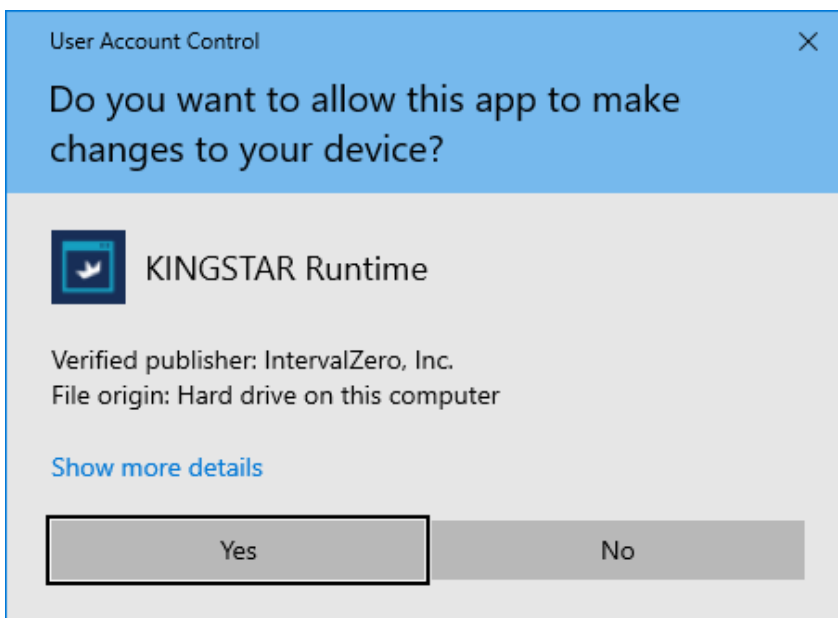 User Account Control
Do you want to allow this app to make
changes to your device?
KINGSTAR Runtime
Verified publisher: IntervalZero, Inc.
File origin: Hard drive on this computer
Show more details
Yes
No